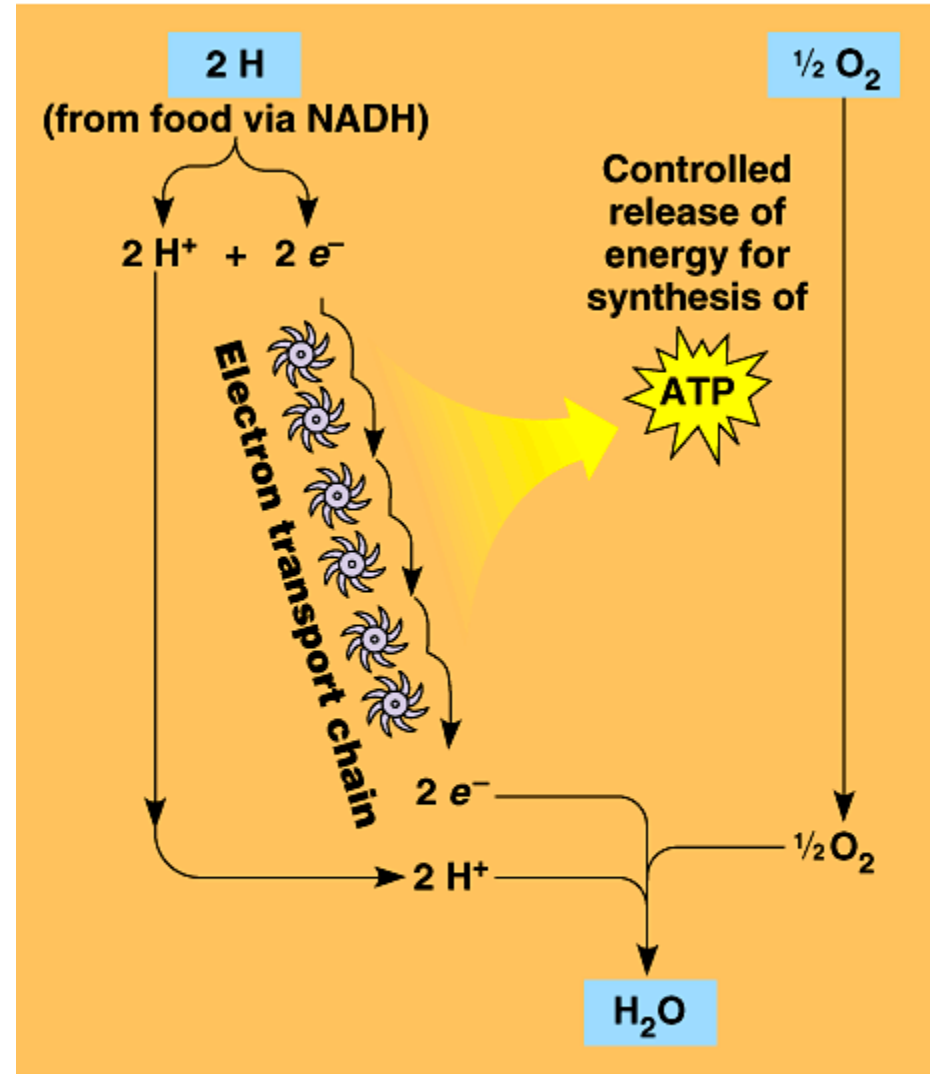 2 H
½ O₂
(from food via NADH)
Controlled
release of
energy for
synthesis of
2 H⁺ + 2 e⁻
ATP
Electron transport chain
2 e⁻
½ O₂
2 H⁺
H₂O